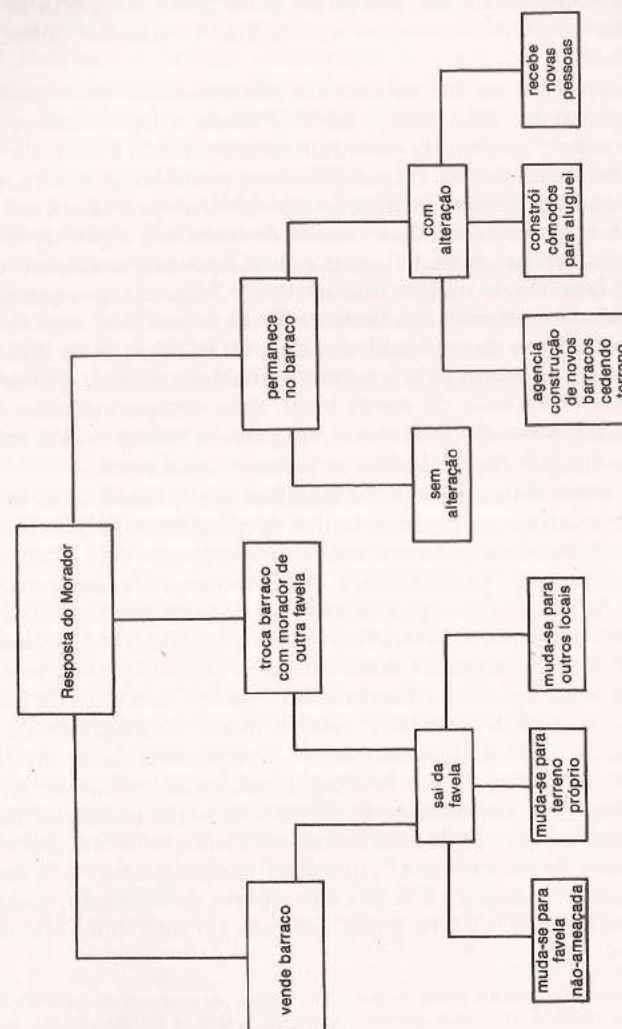 Resposta do Morador
vende barraco
troca barraco
com morador de
outra favela
permanece
no barraco
sai da
favela
sem
alteração
com
alteração
muda-se para
favela
não-ameaçada
muda-se para
terreno
próprio
muda-se para
outros locais
agencia
construção
de novos
barracos
cedendo
terreno
constrói
cômodos
para aluguel
recebe
novas
pessoas